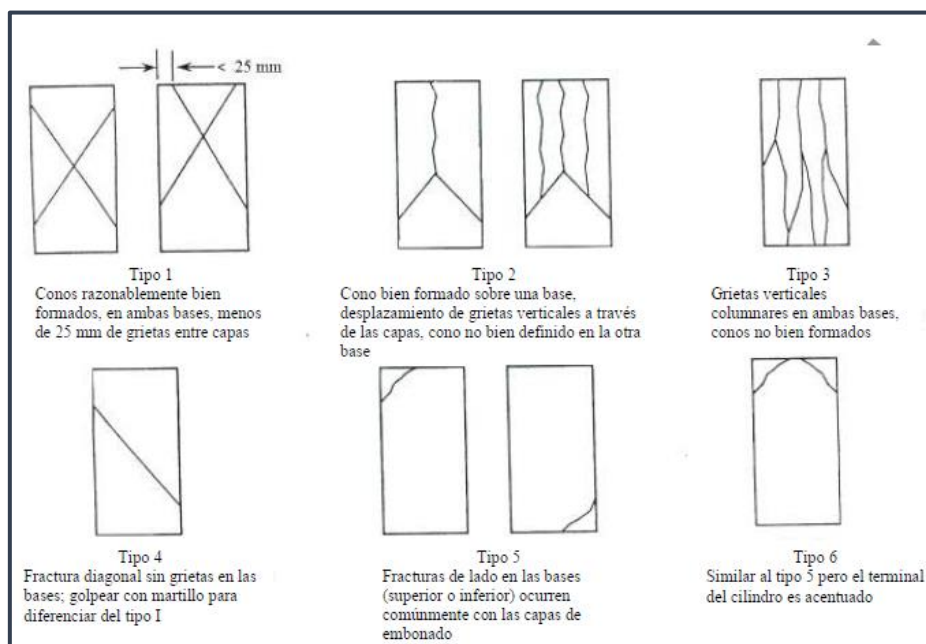 < 25 mm
Tipo 1
Conos razonablemente bien
formados, en ambas bases, menos
de 25 mm de grietas entre capas
Tipo 2
Cono bien formado sobre una base,
desplazamiento de grietas verticales a través
de las capas, cono no bien definido en la otra
base
Tipo 3
Grietas verticales
columnares en ambas bases,
conos no bien formados
Tipo 4
Fractura diagonal sin grietas en las
bases; golpear con martillo para
diferenciar del tipo I
Tipo 5
Fracturas de lado en las bases
(superior o inferior) ocurren
comúnmente con las capas de
embonado
Tipo 6
Similar al tipo 5 pero el terminal
del cilindro es acentuado